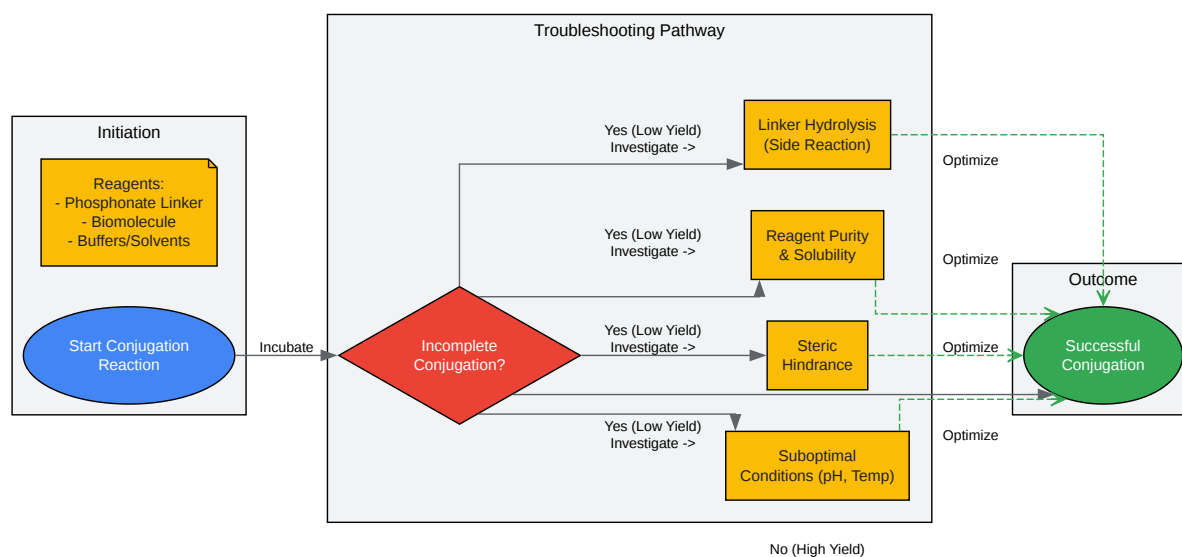 Initiation
Reagents:
- Phosphonate Linker
- Biomolecule
- Buffers/Solvents
Start Conjugation
Reaction
Incubate
Troubleshooting Pathway
Incomplete
Conjugation?
Yes (Low Yield)
Investigate ->
Linker Hydrolysis
(Side Reaction)
Optimize
Yes (Low Yield)
Investigate ->
Reagent Purity
& Solubility
Optimize
Yes (Low Yield)
Investigate ->
Steric
Hindrance
Optimize
Yes (Low Yield)
Investigate ->
Suboptimal
Conditions (pH, Temp)
Optimize
No (High Yield)
Outcome
Successful
Conjugation